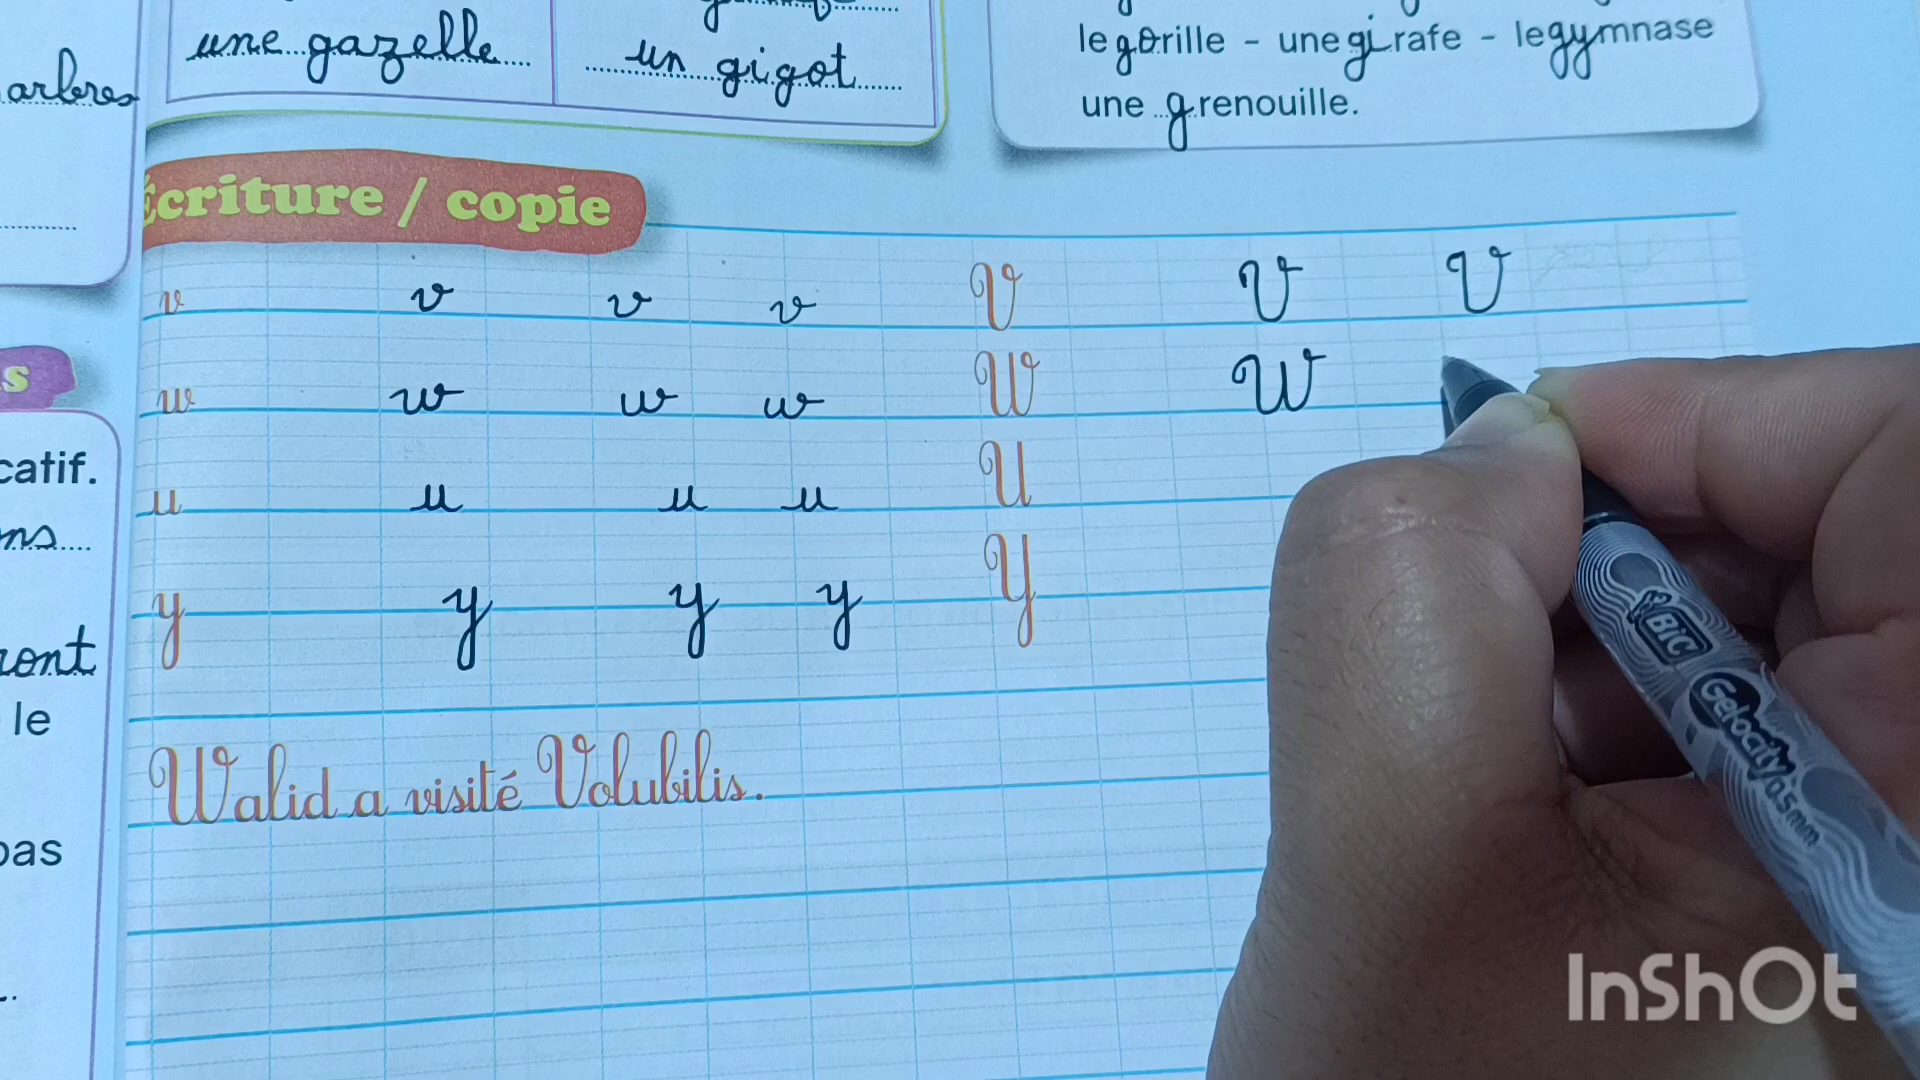 une gazelle
un gigot
le gorille - une girafe - le gymnase
une grenouille.
arbres
Écriture / copie
v v v v V V V
w w w w W W
u u u u U
y y y y Y
Walid a visité Volubilis.
s
catif.
ns
ront
le
pas
BIC
Gelocity 0.5mm
InShOt